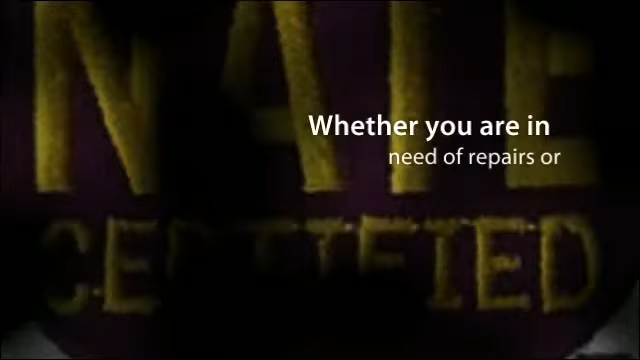 NATE
Whether you are in
need of repairs or
CERTIFIED